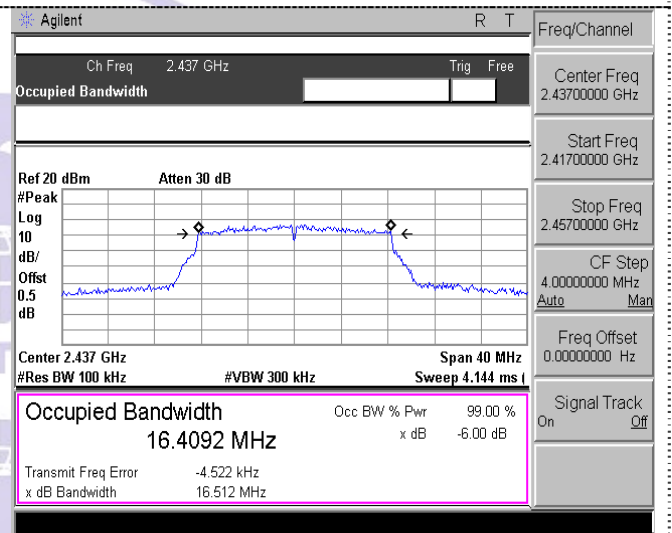 Agilent
R T
Ch Freq 2.437 GHz
Trig Free
Occupied Bandwidth
Ref 20 dBm Atten 30 dB
#Peak
Log
10
dB/
Offst
0.5
dB
Center 2.437 GHz
Span 40 MHz
#Res BW 100 kHz
#VBW 300 kHz
Sweep 4.144 ms (
Occupied Bandwidth
16.4092 MHz
Occ BW % Pwr 99.00 %
x dB -6.00 dB
Transmit Freq Error -4.522 kHz
x dB Bandwidth 16.512 MHz
Freq/Channel
Center Freq
2.43700000 GHz
Start Freq
2.41700000 GHz
Stop Freq
2.45700000 GHz
CF Step
4.00000000 MHz
Auto Man
Freq Offset
0.00000000 Hz
Signal Track
On Off